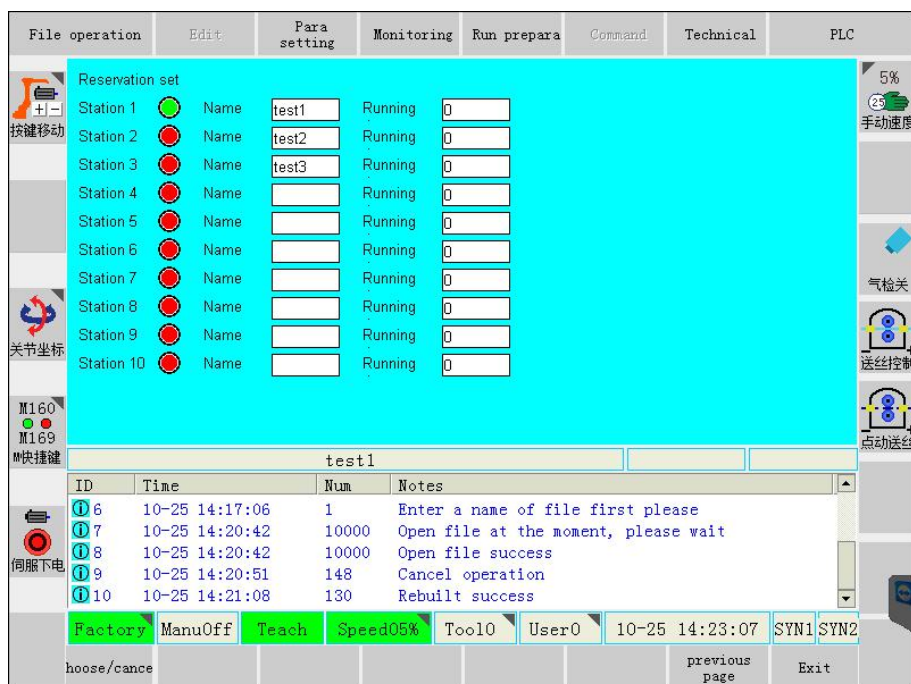 File operation
Edit
Para setting
Monitoring
Run prepara
Command
Technical
PLC
按键移动
关节坐标
M160
M169
M快捷键
伺服下电
Reservation set
Station 1 Name test1 Running 0
Station 2 Name test2 Running 0
Station 3 Name test3 Running 0
Station 4 Name Running 0
Station 5 Name Running 0
Station 6 Name Running 0
Station 7 Name Running 0
Station 8 Name Running 0
Station 9 Name Running 0
Station 10 Name Running 0
5%
25
手动速度
气检关
送丝控制
点动送丝
test1
ID Time Num Notes
6 10-25 14:17:06 1 Enter a name of file first please
7 10-25 14:20:42 10000 Open file at the moment, please wait
8 10-25 14:20:42 10000 Open file success
9 10-25 14:20:51 148 Cancel operation
10 10-25 14:21:08 130 Rebuilt success
Factory ManuOff Teach Speed05% Tool0 User0 10-25 14:23:07 SYN1 SYN2
hoose/cance
previous page
Exit